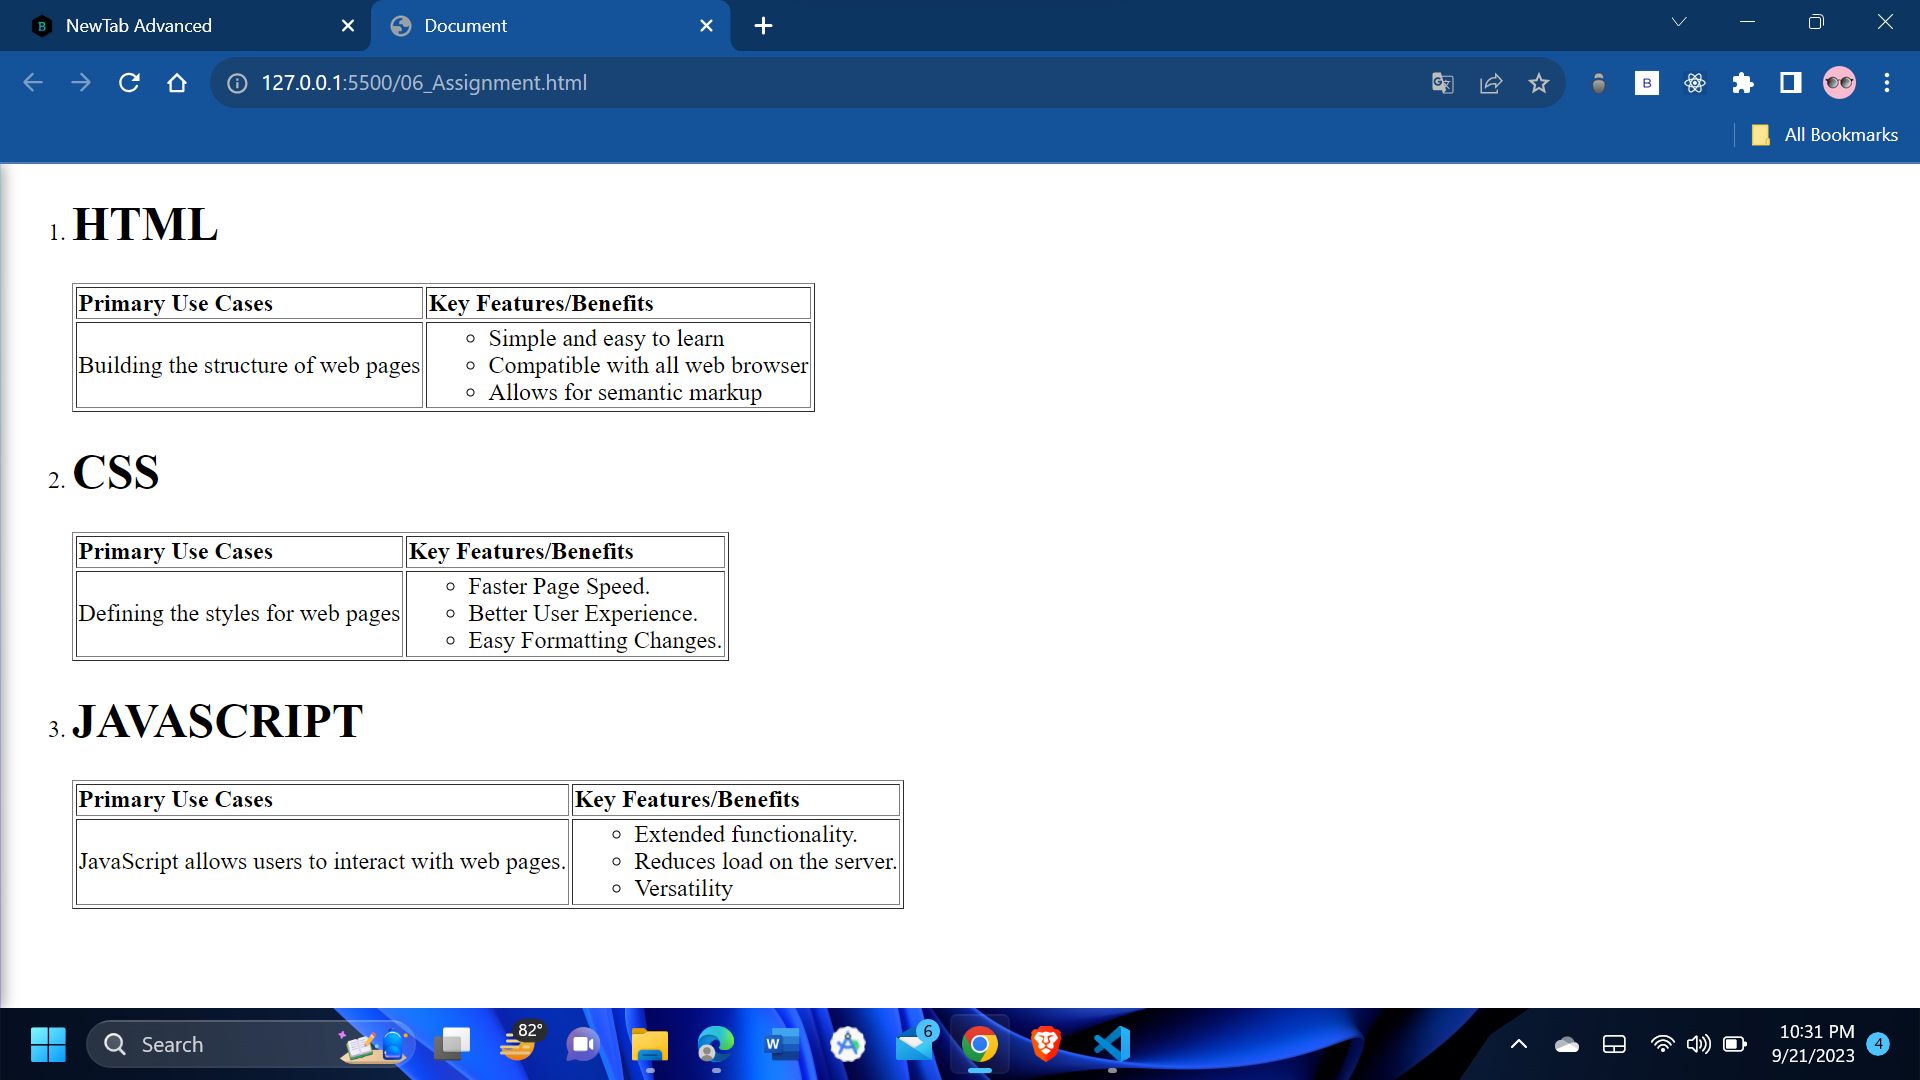 NewTab Advanced
Document
127.0.0.1:5500/06_Assignment.html
All Bookmarks
1. HTML
Primary Use Cases Key Features/Benefits
Building the structure of web pages
Simple and easy to learn
Compatible with all web browser
Allows for semantic markup
2. CSS
Primary Use Cases Key Features/Benefits
Defining the styles for web pages
Faster Page Speed.
Better User Experience.
Easy Formatting Changes.
3. JAVASCRIPT
Primary Use Cases Key Features/Benefits
JavaScript allows users to interact with web pages.
Extended functionality.
Reduces load on the server.
Versatility
Search
82°
W
6
10:31 PM
9/21/2023
4